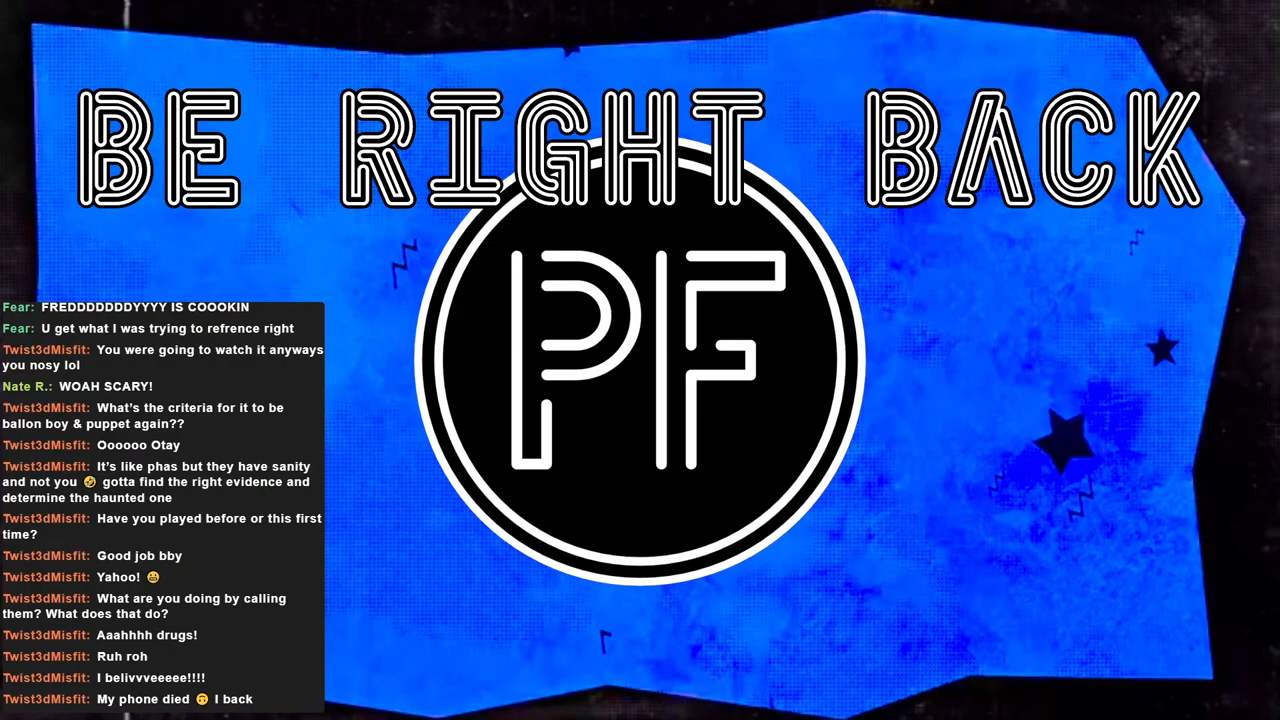 BE RIGHT BACK
PF
Fear: FREDDDDDDDYYYY IS COOOKIN
Fear: U get what I was trying to refrence right
Twist3dMisfit: You were going to watch it anyways
you nosy lol
Nate R.: WOAH SCARY!
Twist3dMisfit: What's the criteria for it to be
ballon boy & puppet again??
Twist3dMisfit: Oooooo Otay
Twist3dMisfit: It's like phas but they have sanity
and not you 🤣 gotta find the right evidence and
determine the haunted one
Twist3dMisfit: Have you played before or this first
time?
Twist3dMisfit: Good job bby
Twist3dMisfit: Yahoo! 😄
Twist3dMisfit: What are you doing by calling
them? What does that do?
Twist3dMisfit: Aaahhhh drugs!
Twist3dMisfit: Ruh roh
Twist3dMisfit: I belivvveeeee!!!!
Twist3dMisfit: My phone died 🙃 I back